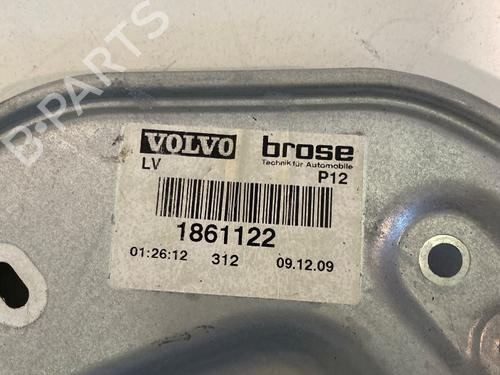 B-PARTS
VOLVO brose
Technik für Automobile
LV P12
1861122
01:26:12 312 09.12.09